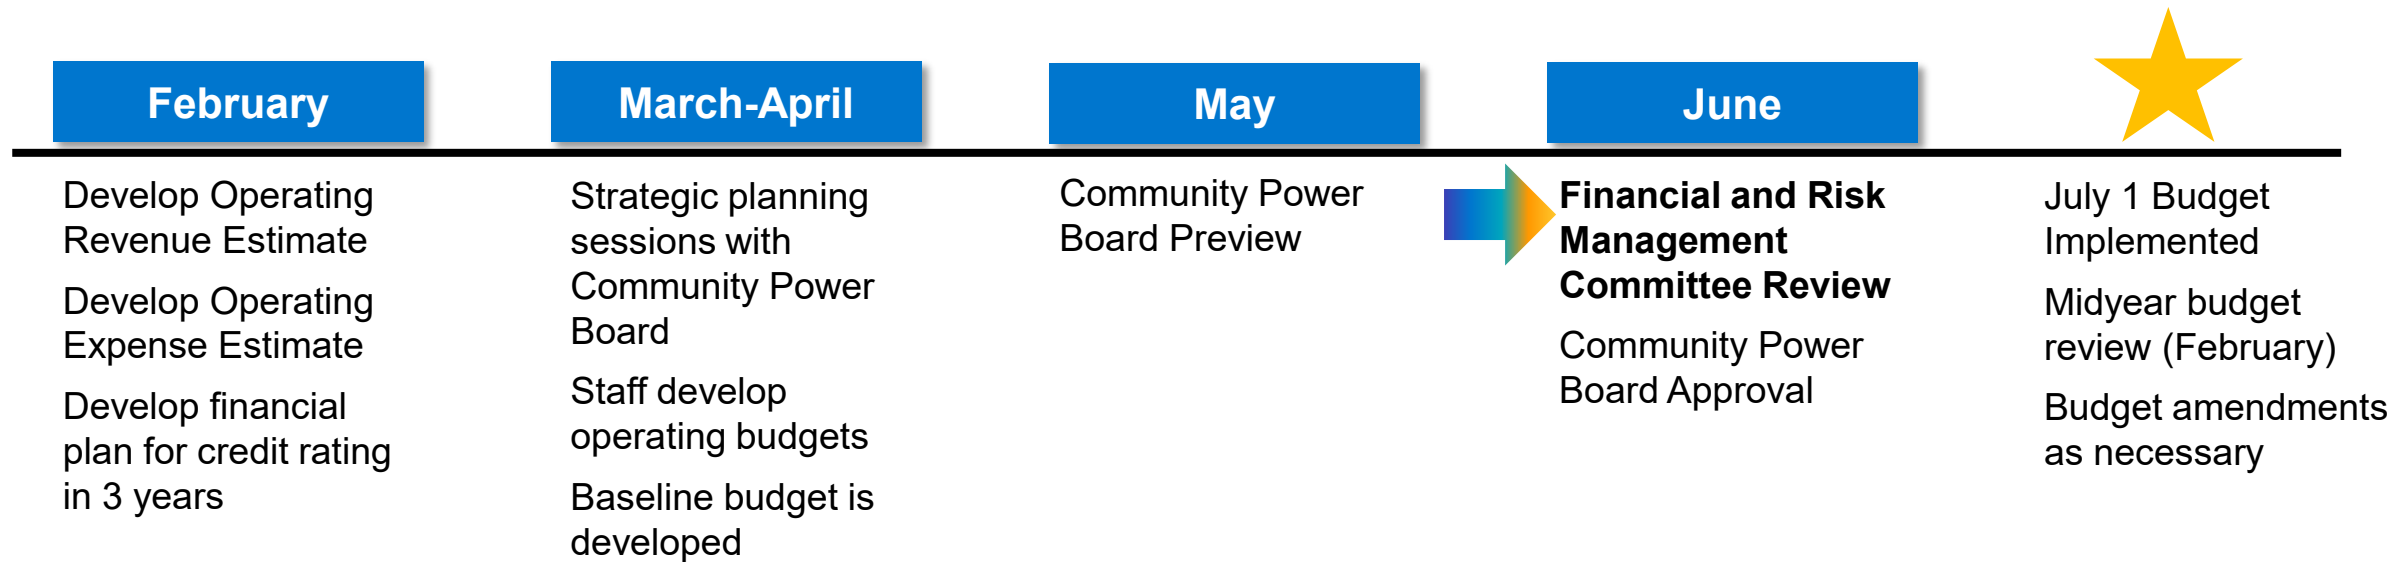 February
Develop Operating
Revenue Estimate
Develop Operating
Expense Estimate
Develop financial
plan for credit rating
in 3 years
March-April
Strategic planning
sessions with
Community Power
Board
Staff develop
operating budgets
Baseline budget is
developed
May
Community Power
Board Preview
June
Financial and Risk
Management
Committee Review
Community Power
Board Approval
July 1 Budget
Implemented
Midyear budget
review (February)
Budget amendments
as necessary